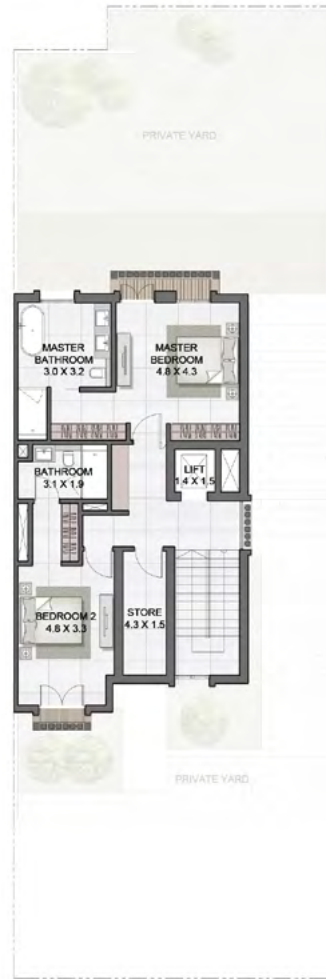 PRIVATE YARD
MASTER
BATHROOM
3.0 X 3.2
MASTER
BEDROOM
4.8 X 4.3
BATHROOM
3.1 X 1.9
LIFT
1.4 X 1.5
BEDROOM 2
4.6 X 3.3
STORE
4.3 X 1.5
PRIVATE YARD